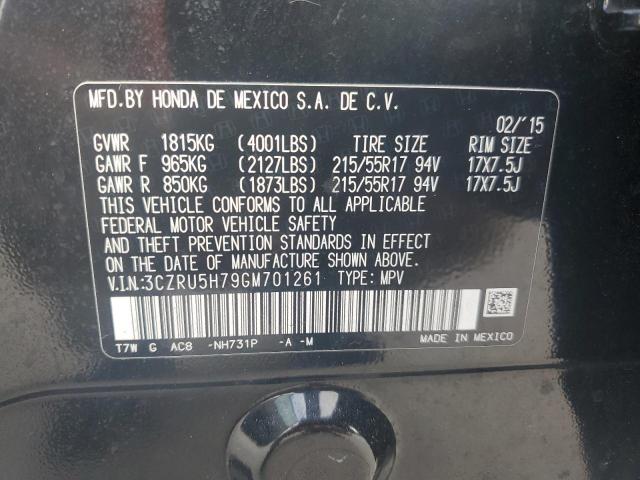 MFD.BY HONDA DE MEXICO S.A. DE C.V.
02/'15
GVWR 1815KG (4001LBS) TIRE SIZE RIM SIZE
GAWR F 965KG (2127LBS) 215/55R17 94V 17X7.5J
GAWR R 850KG (1873LBS) 215/55R17 94V 17X7.5J
THIS VEHICLE CONFORMS TO ALL APPLICABLE
FEDERAL MOTOR VEHICLE SAFETY
AND THEFT PREVENTION STANDARDS IN EFFECT
ON THE DATE OF MANUFACTURE SHOWN ABOVE.
V.I.N:3CZRU5H79GM701261 TYPE: MPV
T7W G AC8 -NH731P -A -M
MADE IN MEXICO